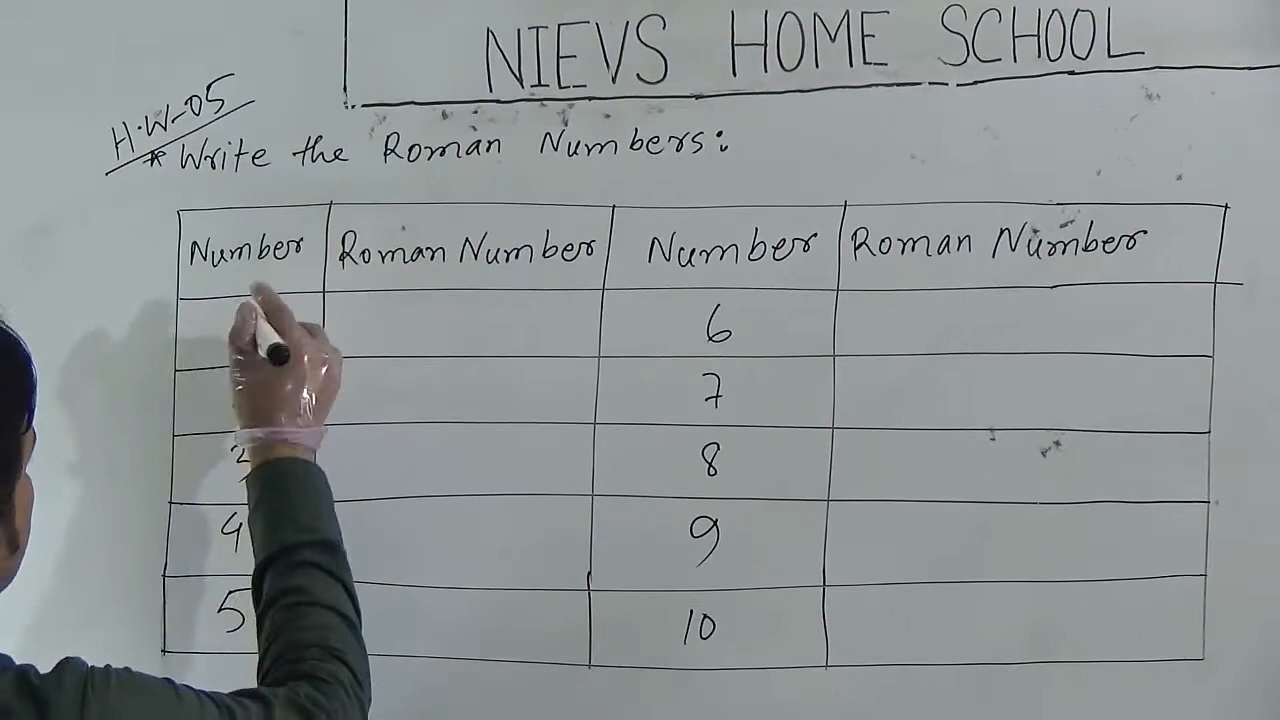 NIEVS HOME SCHOOL
H.W-05
* Write the Roman Numbers:
Number Roman Number Number Roman Number
6
7
8
4 9
5 10